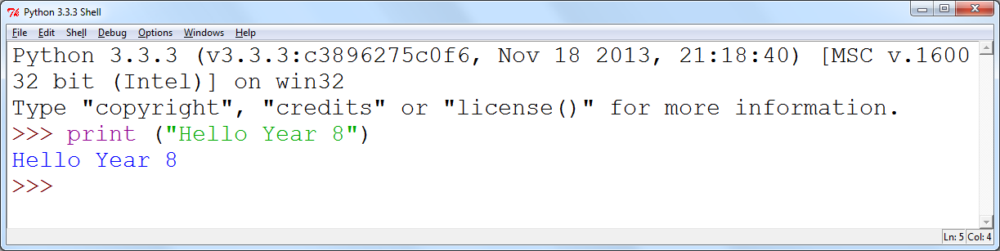 Python 3.3.3 Shell
File Edit Shell Debug Options Windows Help
Python 3.3.3 (v3.3.3:c3896275c0f6, Nov 18 2013, 21:18:40) [MSC v.1600
32 bit (Intel)] on win32
Type "copyright", "credits" or "license()" for more information.
>>> print ("Hello Year 8")
Hello Year 8
>>>
Ln: 5 Col: 4